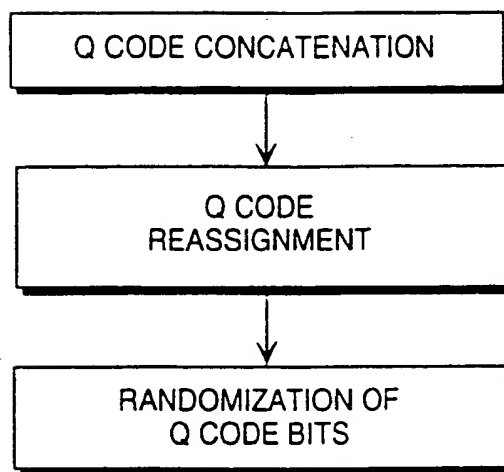 Q CODE CONCATENATION
Q CODE
REASSIGNMENT
RANDOMIZATION OF
Q CODE BITS